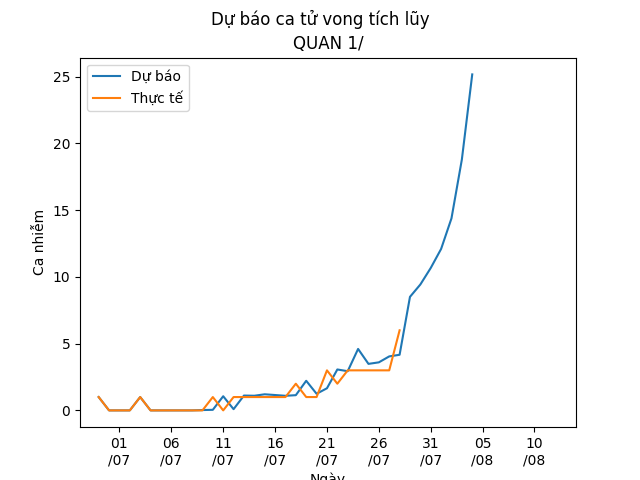 Dự báo ca tử vong tích lũy
QUAN 1/
Dự báo
Thực tế
Ca nhiễm
25
20
15
10
5
0
01 06 11 16 21 26 31 05 10
/07 /07 /07 /07 /07 /07 /07 /08 /08
Ngày